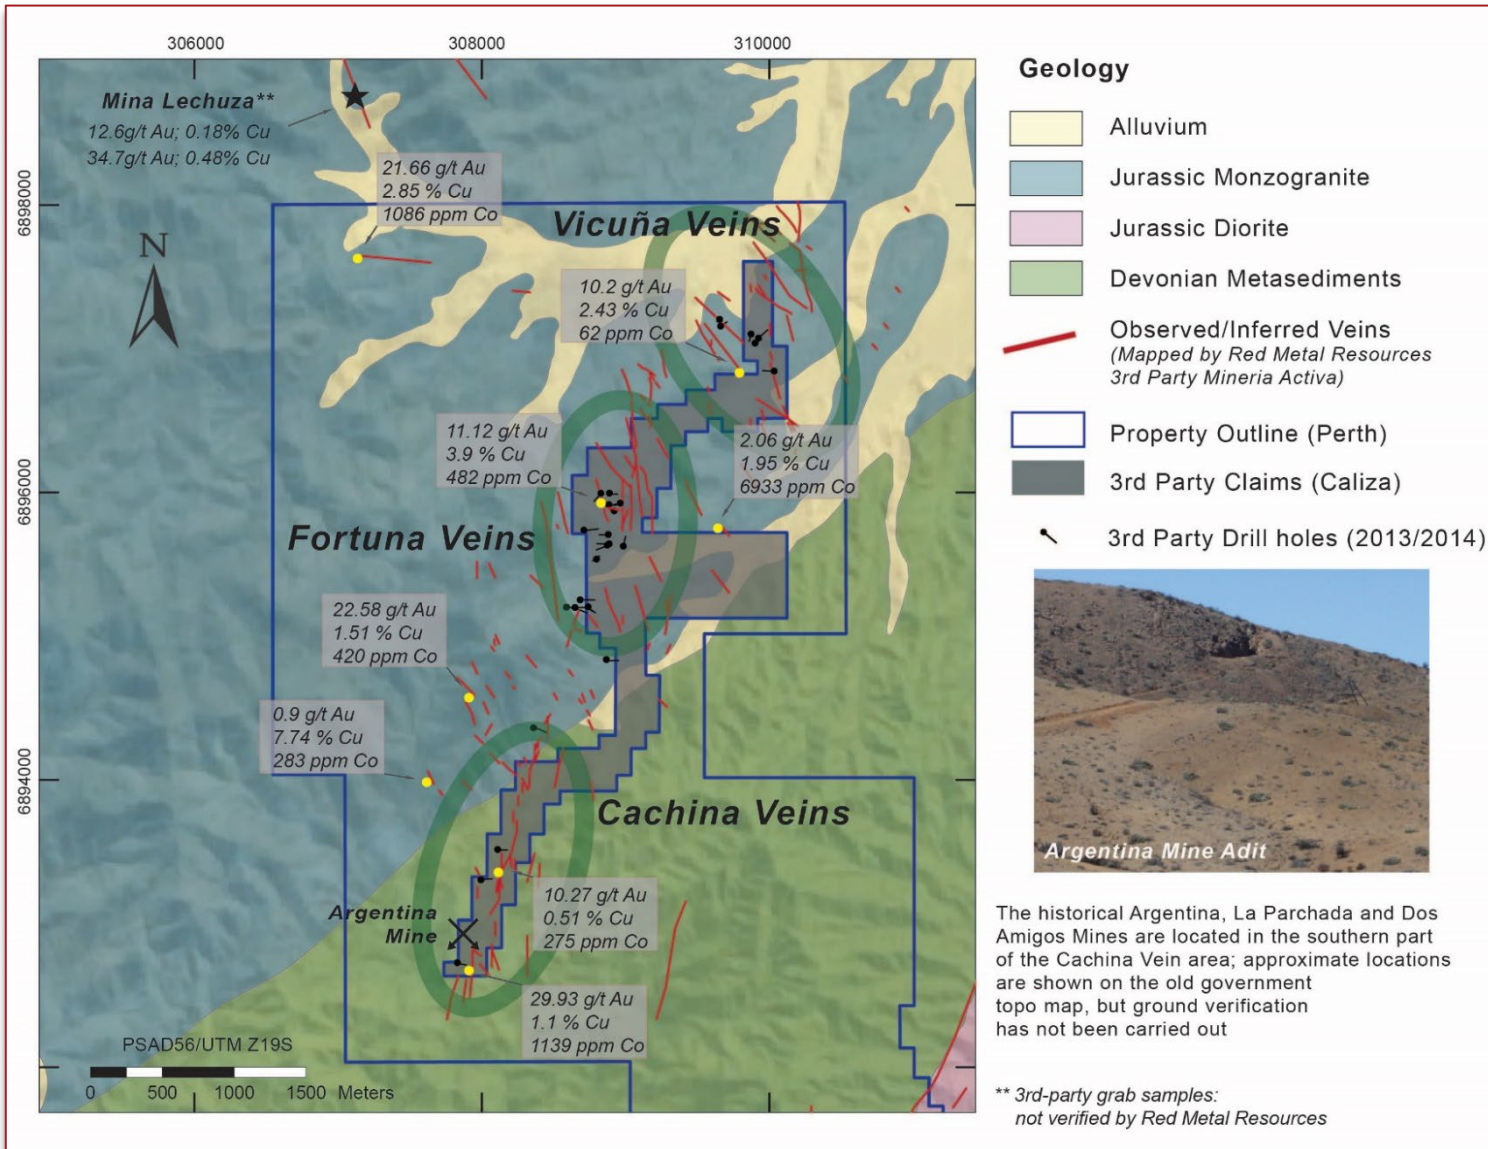 306000
308000
310000
6898000
6896000
6894000
Mina Lechuza**
12.6g/t Au; 0.18% Cu
34.7g/t Au; 0.48% Cu
21.66 g/t Au
2.85 % Cu
1086 ppm Co
N
Vicuña Veins
10.2 g/t Au
2.43 % Cu
62 ppm Co
11.12 g/t Au
3.9 % Cu
482 ppm Co
2.06 g/t Au
1.95 % Cu
6933 ppm Co
Fortuna Veins
22.58 g/t Au
1.51 % Cu
420 ppm Co
0.9 g/t Au
7.74 % Cu
283 ppm Co
Cachina Veins
10.27 g/t Au
0.51 % Cu
275 ppm Co
Argentina
Mine
29.93 g/t Au
1.1 % Cu
1139 ppm Co
PSAD56/UTM Z19S
0 500 1000 1500 Meters
Geology
Alluvium
Jurassic Monzogranite
Jurassic Diorite
Devonian Metasediments
Observed/Inferred Veins
(Mapped by Red Metal Resources
3rd Party Mineria Activa)
Property Outline (Perth)
3rd Party Claims (Caliza)
3rd Party Drill holes (2013/2014)
Argentina Mine Adit
The historical Argentina, La Parchada and Dos
Amigos Mines are located in the southern part
of the Cachina Vein area; approximate locations
are shown on the old government
topo map, but ground verification
has not been carried out
** 3rd-party grab samples:
not verified by Red Metal Resources